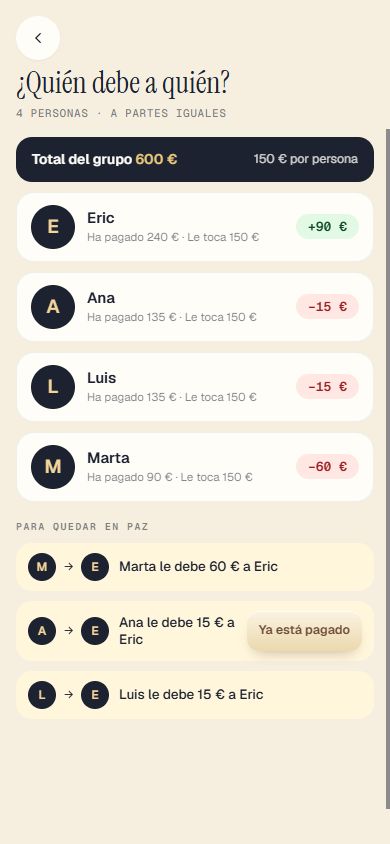 ¿Quién debe a quién?
4 PERSONAS · A PARTES IGUALES
Total del grupo 600 € 150 € por persona
E Eric +90 €
Ha pagado 240 € · Le toca 150 €
A Ana −15 €
Ha pagado 135 € · Le toca 150 €
L Luis −15 €
Ha pagado 135 € · Le toca 150 €
M Marta −60 €
Ha pagado 90 € · Le toca 150 €
PARA QUEDAR EN PAZ
M → E Marta le debe 60 € a Eric
A → E Ana le debe 15 € a
Eric
Ya está pagado
L → E Luis le debe 15 € a Eric